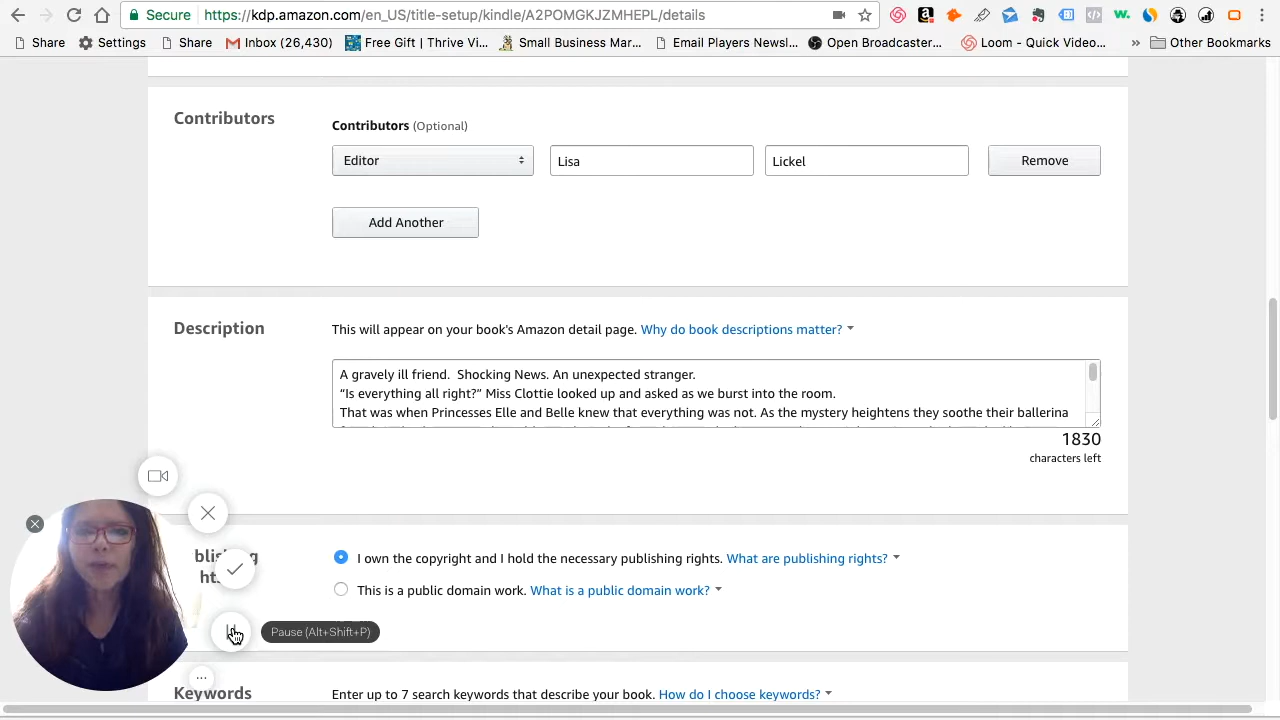 Secure https://kdp.amazon.com/en_US/title-setup/kindle/A2POMGKJZMHEPL/details
Share Settings Share Inbox (26,430) Free Gift | Thrive Vi... Small Business Mar... Email Players Newsl... Open Broadcaster... Loom - Quick Video... » Other Bookmarks
Contributors
Contributors (Optional)
Editor Lisa Lickel Remove
Add Another
Description
This will appear on your book's Amazon detail page. Why do book descriptions matter?
A gravely ill friend.  Shocking News. An unexpected stranger.
“Is everything all right?” Miss Clottie looked up and asked as we burst into the room.
That was when Princesses Elle and Belle knew that everything was not. As the mystery heightens they soothe their ballerina
1830
characters left
I own the copyright and I hold the necessary publishing rights. What are publishing rights?
This is a public domain work. What is a public domain work?
Pause (Alt+Shift+P)
Keywords
Enter up to 7 search keywords that describe your book. How do I choose keywords?